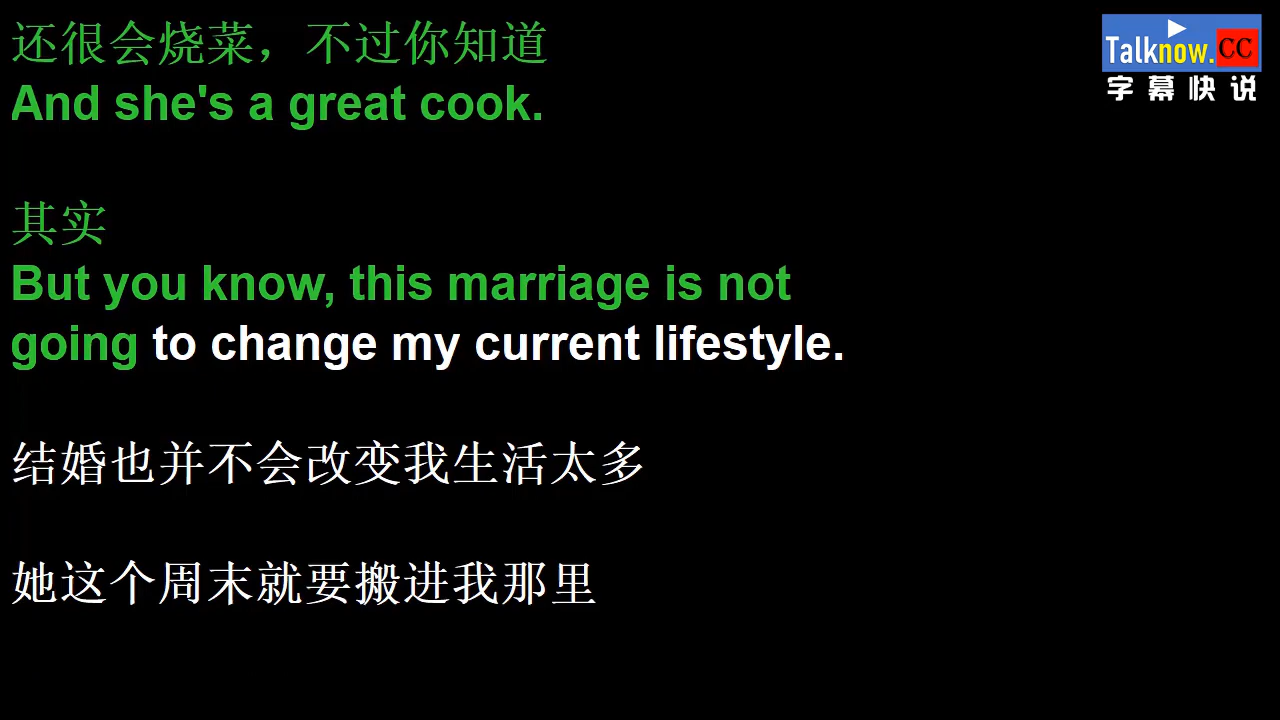 还很会烧菜，不过你知道
And she's a great cook.
其实
But you know, this marriage is not
going to change my current lifestyle.
结婚也并不会改变我生活太多
她这个周末就要搬进我那里
Talknow.CC
字幕快说